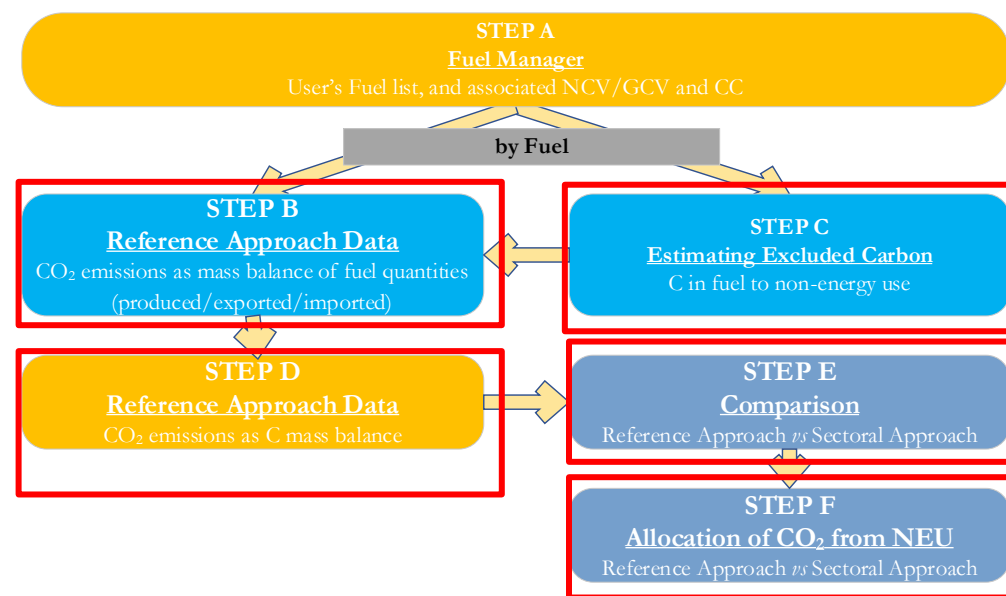 STEP A
Fuel Manager
User's Fuel list, and associated NCV/GCV and CC
by Fuel
STEP B
Reference Approach Data
CO₂ emissions as mass balance of fuel quantities
(produced/exported/imported)
STEP C
Estimating Excluded Carbon
C in fuel to non-energy use
STEP D
Reference Approach Data
CO₂ emissions as C mass balance
STEP E
Comparison
Reference Approach vs Sectoral Approach
STEP F
Allocation of CO₂ from NEU
Reference Approach vs Sectoral Approach